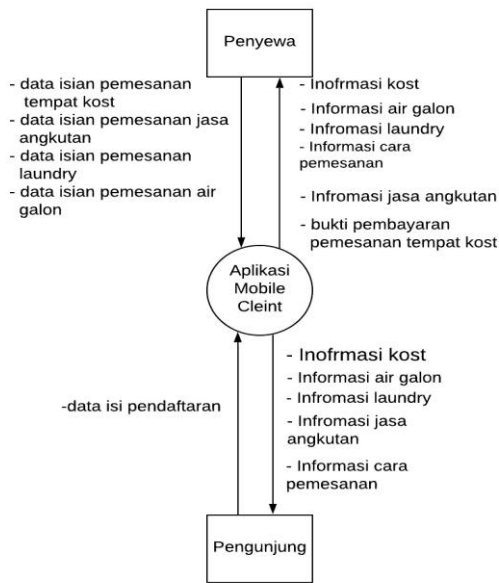 Penyewa
- data isian pemesanan
tempat kost
- data isian pemesanan jasa
angkutan
- data isian pemesanan
laundry
- data isian pemesanan air
galon
- Inofrmasi kost
- Informasi air galon
- Infromasi laundry
- Informasi cara
pemesanan
- Infromasi jasa angkutan
- bukti pembayaran
pemesanan tempat kost
Aplikasi
Mobile
Cleint
-data isi pendaftaran
- Inofrmasi kost
- Informasi air galon
- Infromasi laundry
- Infromasi jasa
angkutan
- Informasi cara
pemesanan
Pengunjung